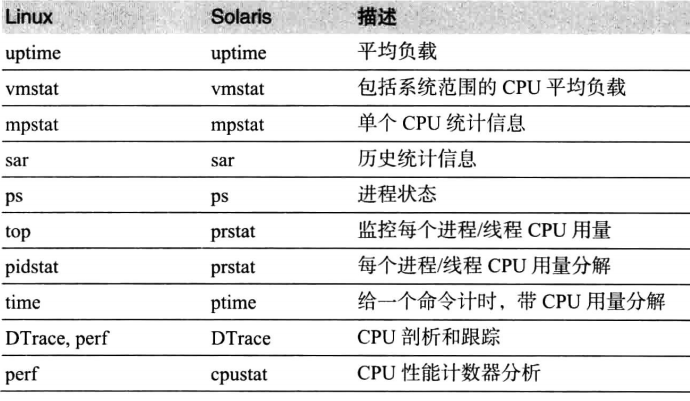 Linux Solaris 描述
uptime uptime 平均负载
vmstat vmstat 包括系统范围的 CPU 平均负载
mpstat mpstat 单个 CPU 统计信息
sar sar 历史统计信息
ps ps 进程状态
top prstat 监控每个进程/线程 CPU 用量
pidstat prstat 每个进程/线程 CPU 用量分解
time ptime 给一个命令计时，带 CPU 用量分解
DTrace, perf DTrace CPU 剖析和跟踪
perf cpustat CPU 性能计数器分析